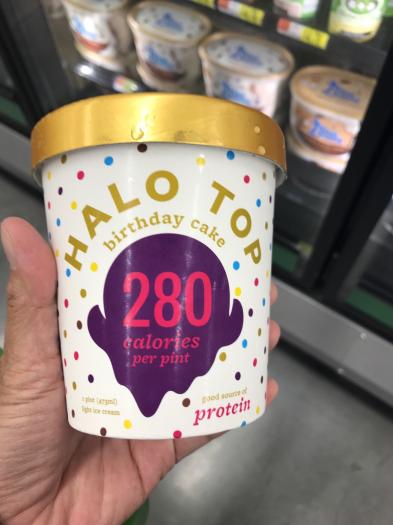 HALO TOP
birthday cake
280
calories
per pint
1 pint (473ml)
light ice cream
good source of
protein